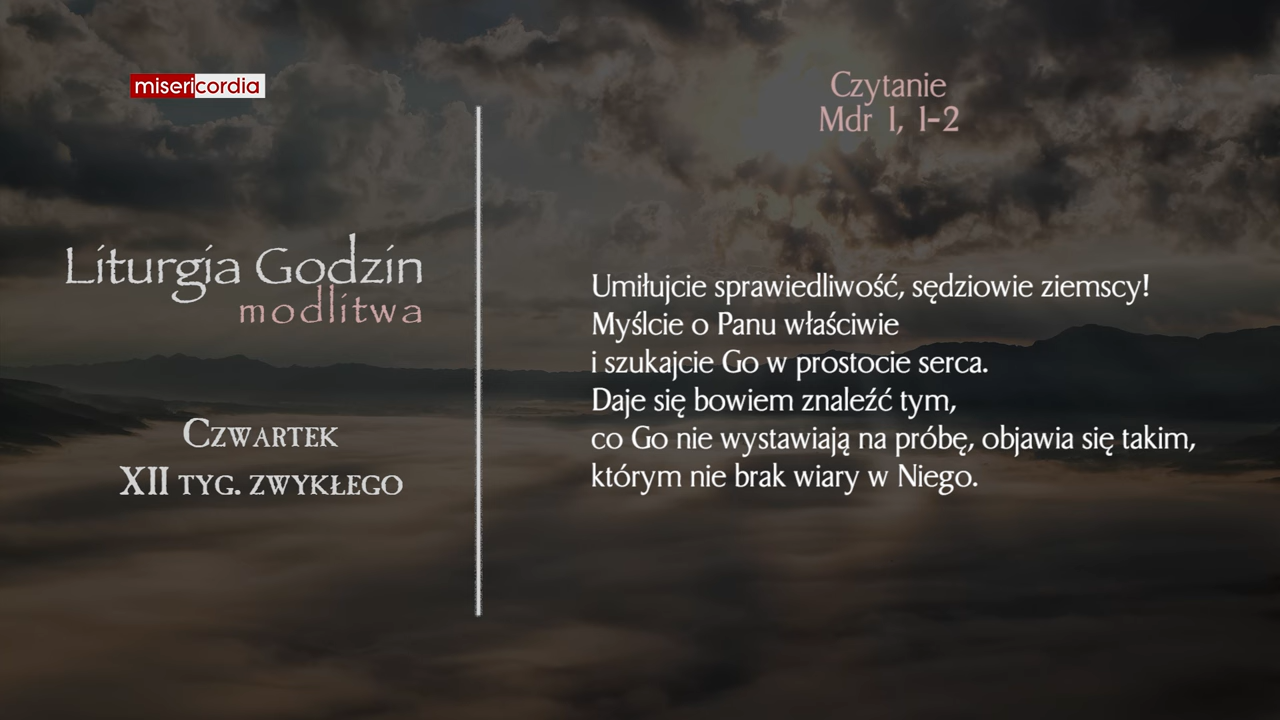 misericordia
Liturgia Godzin
modlitwa
Czwartek
XII tyg. zwykłego
Czytanie
Mdr 1, 1-2
Umiłujcie sprawiedliwość, sędziowie ziemscy!
Myślcie o Panu właściwie
i szukajcie Go w prostocie serca.
Daje się bowiem znaleźć tym,
co Go nie wystawiają na próbę, objawia się takim,
którym nie brak wiary w Niego.